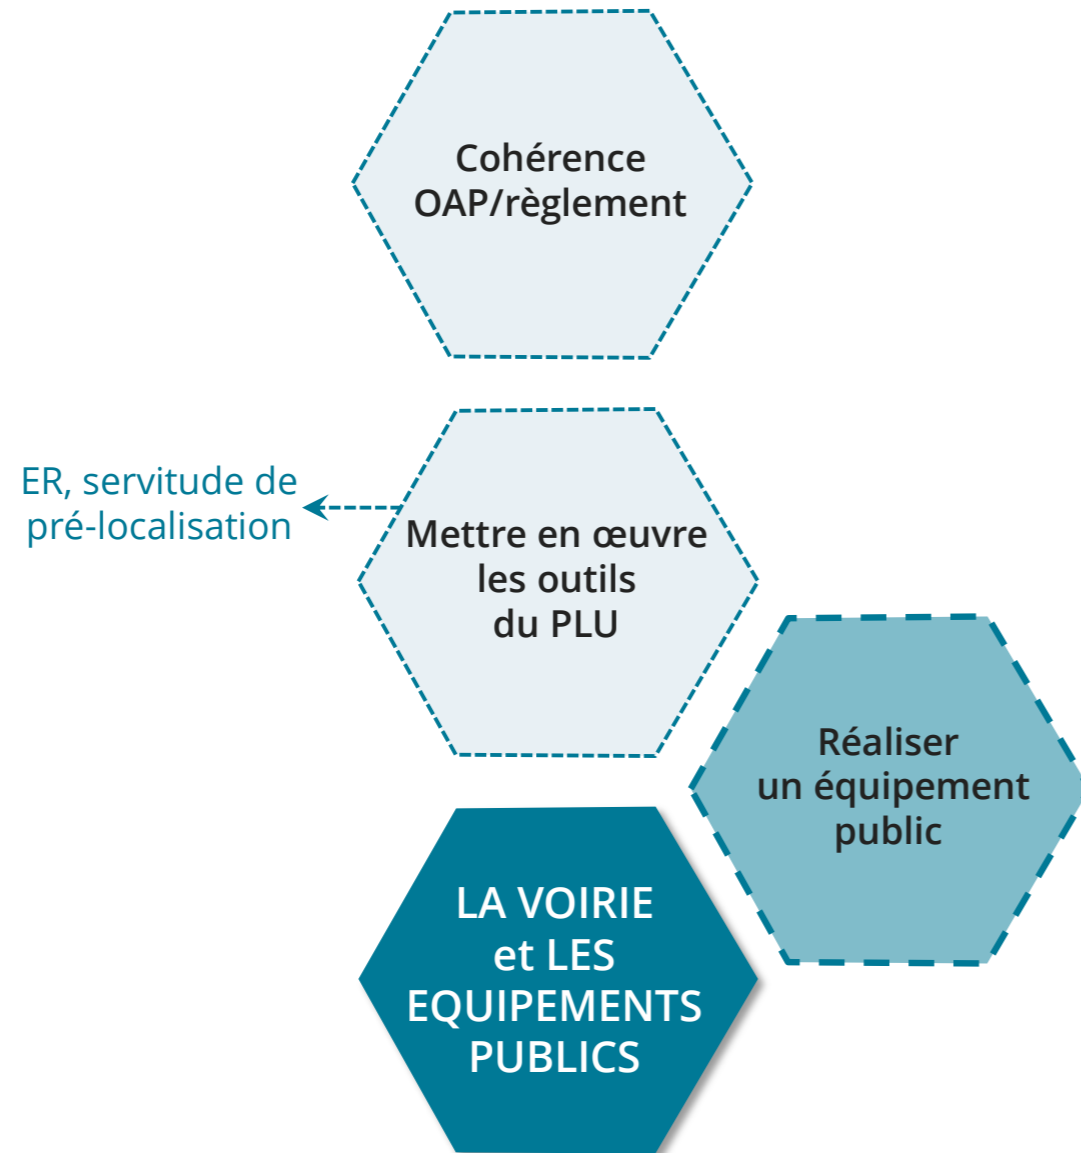 Cohérence
OAP/règlement
ER, servitude de
pré-localisation
Mettre en œuvre
les outils
du PLU
Réaliser
un équipement
public
LA VOIRIE
et LES
EQUIPEMENTS
PUBLICS